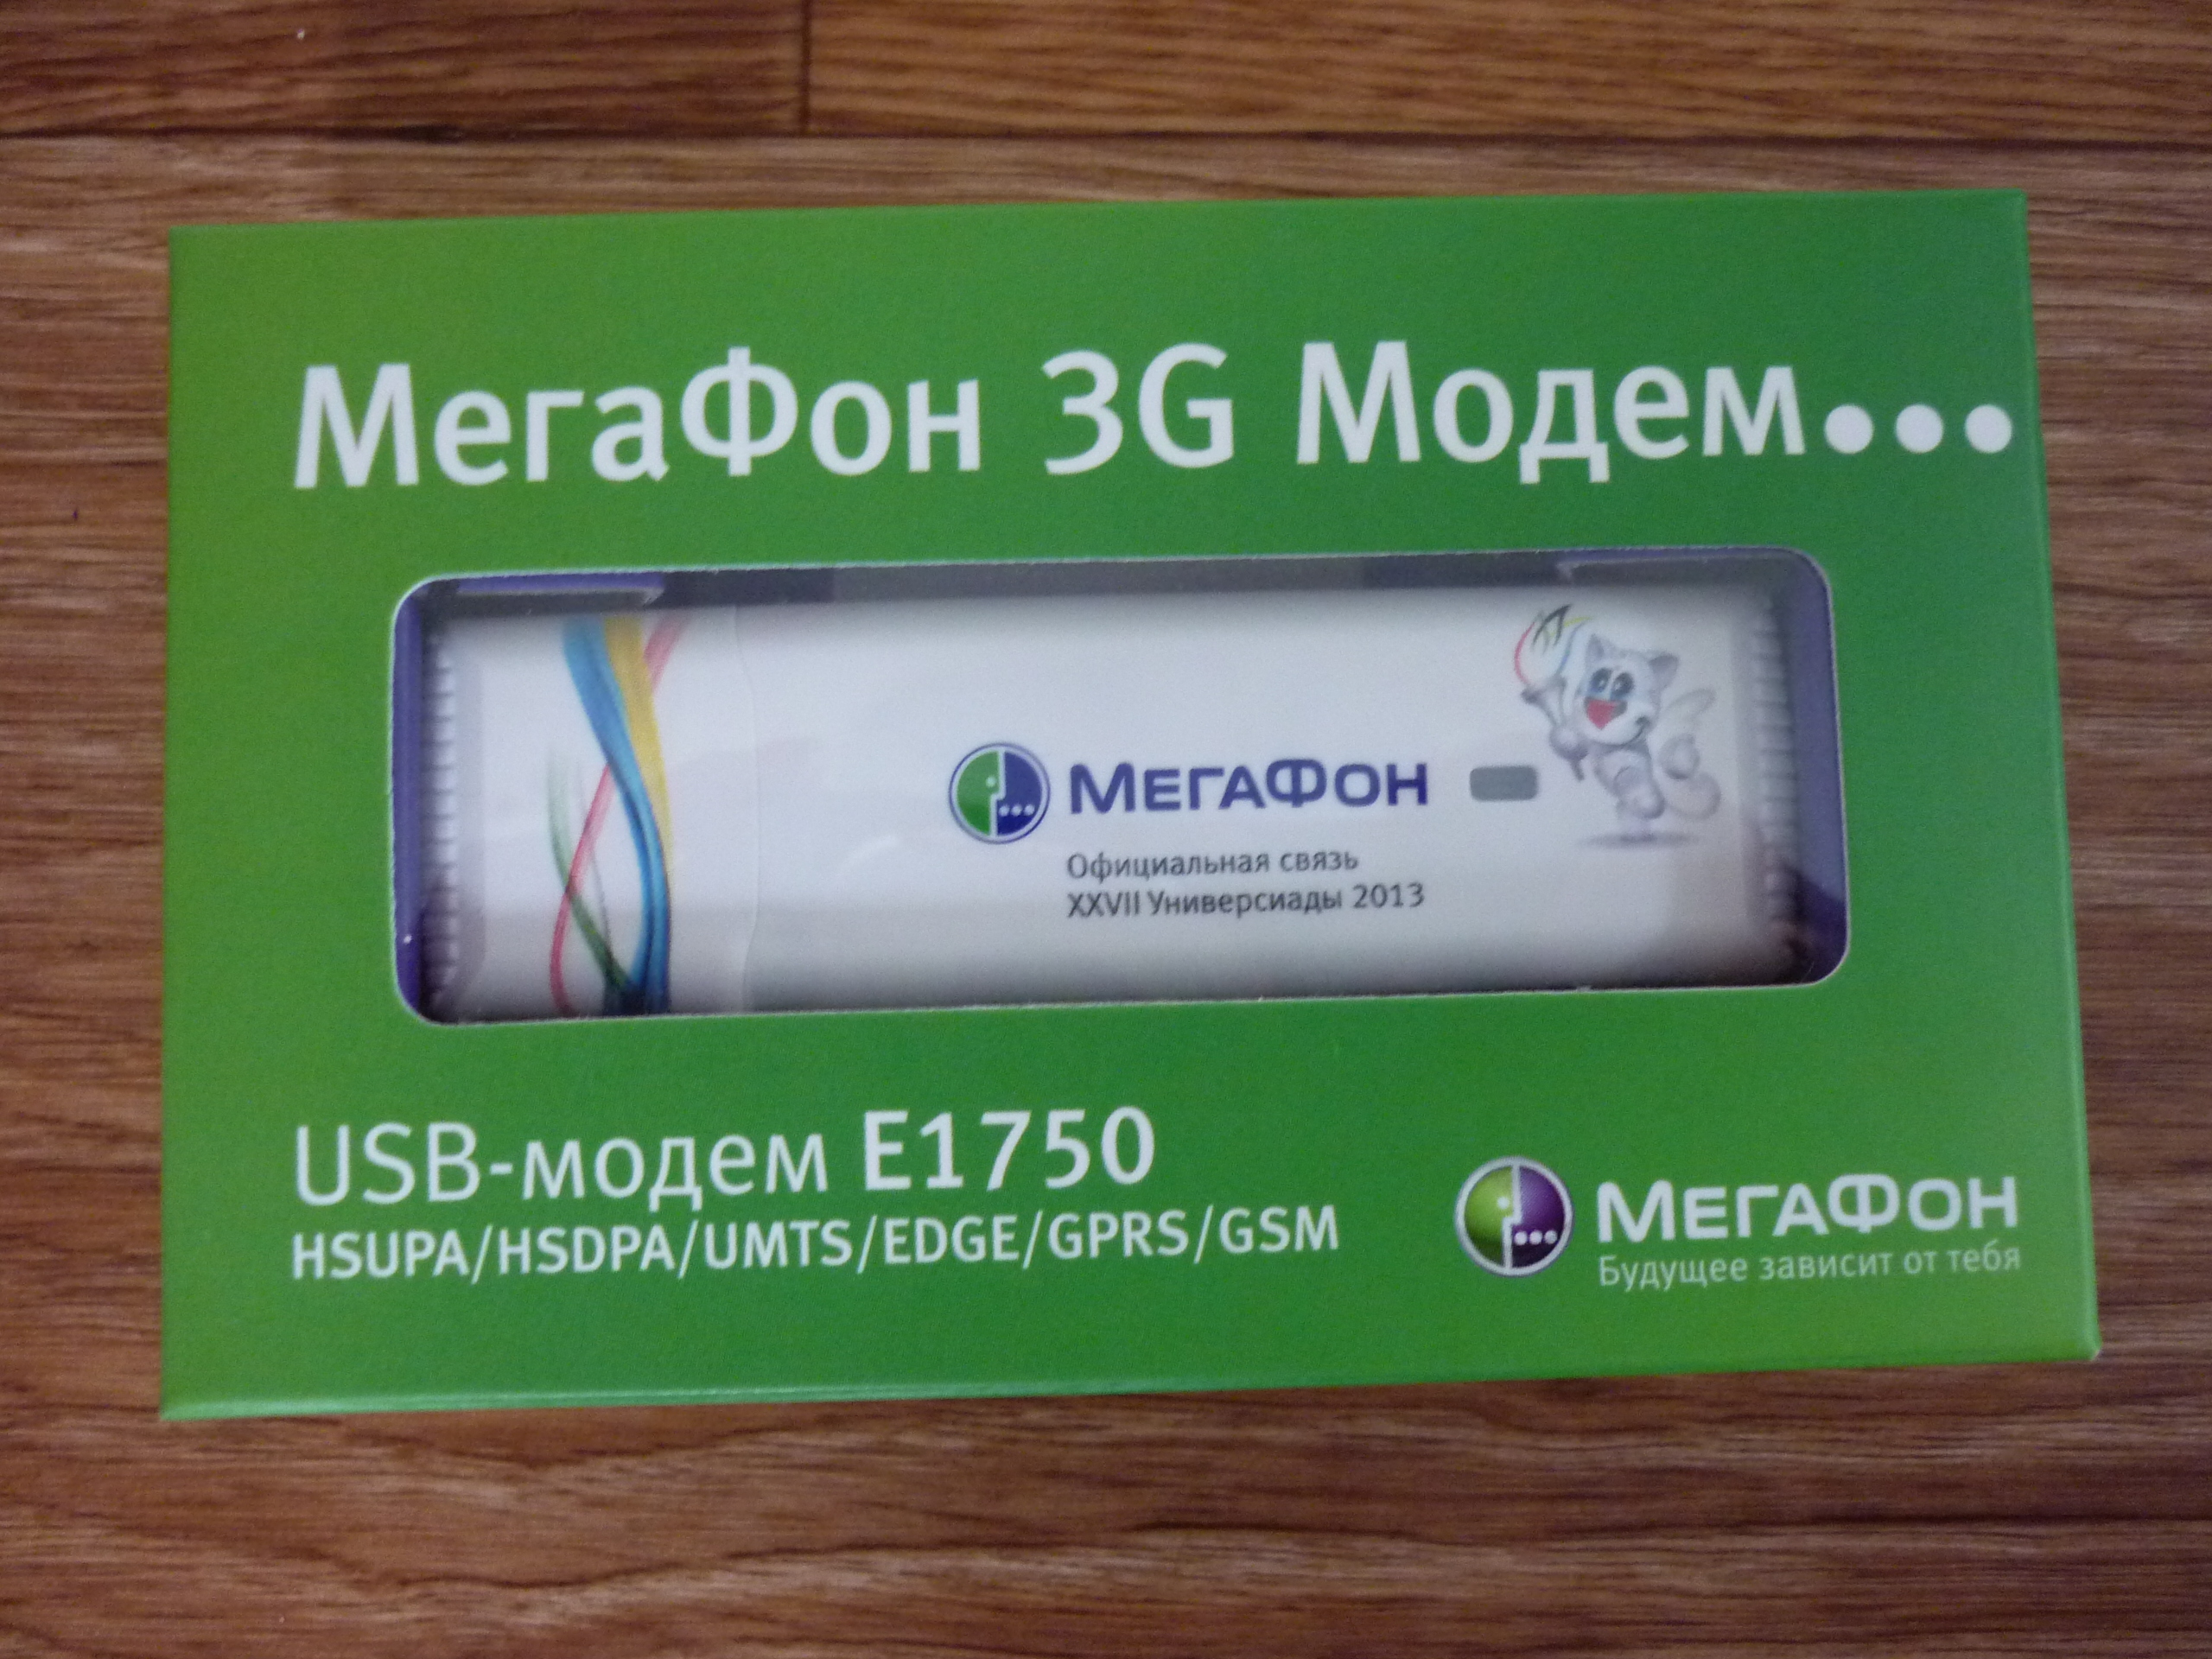 МегаФон 3G Модем...
МЕГАФОН
Официальная связь
XXVII Универсиады 2013
USB-модем E1750
HSUPA/HSDPA/UMTS/EDGE/GPRS/GSM
МЕГАФОН
Будущее зависит от тебя